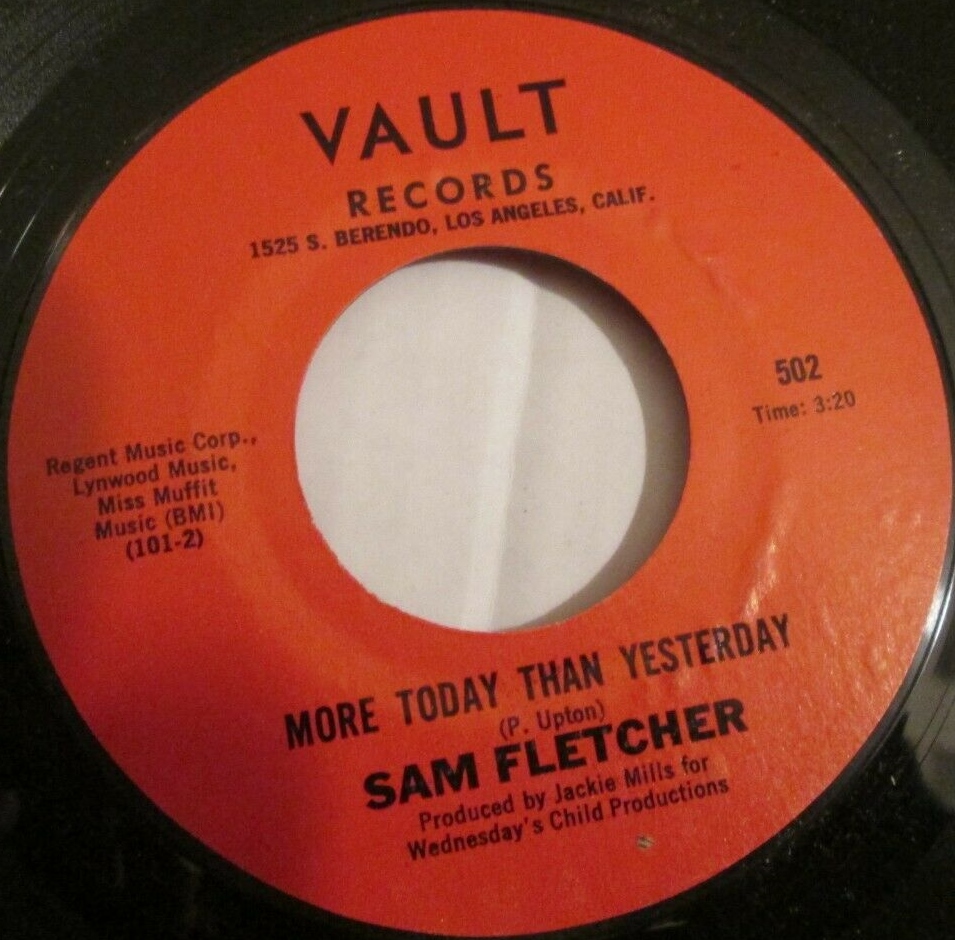 VAULT
RECORDS
1525 S. BERENDO, LOS ANGELES, CALIF.
502
Time: 3:20
Regent Music Corp.,
Lynwood Music,
Miss Muffit
Music (BMI)
(101-2)
MORE TODAY THAN YESTERDAY
(P. Upton)
SAM FLETCHER
Produced by Jackie Mills for
Wednesday's Child Productions